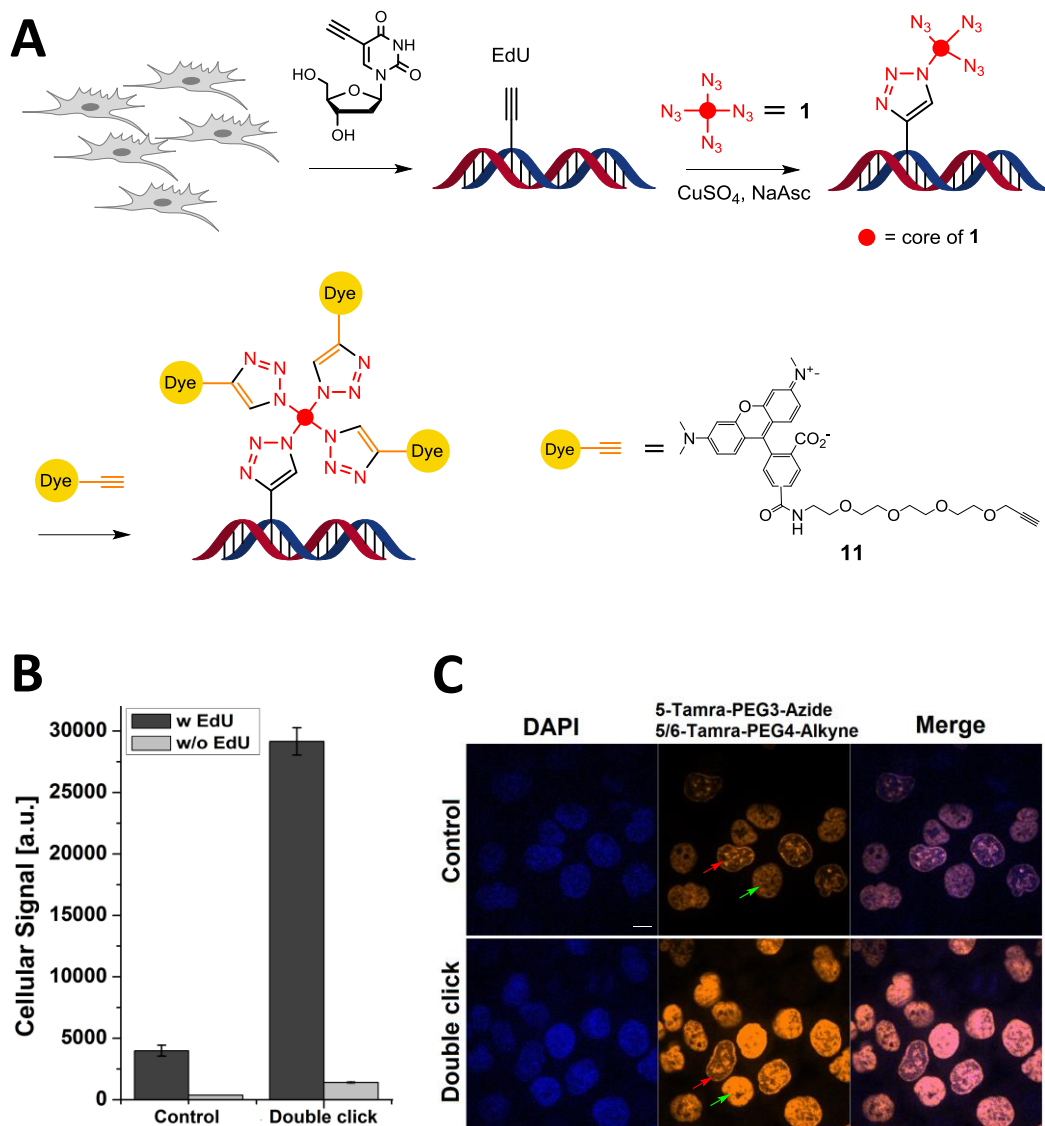 A
O
NH
N
O
O
HO
OH
EdU
N3
N3 N3 = 1
N3
CuSO4, NaAsc
N3
N3
N3
N
N
N
= core of 1
Dye
Dye
Dye
Dye
N N
N
N
N
N
N
N
N
N
N N
Dye
N+ -
O
N
CO2-
O
N
H
O
O
O
O
=
11
B
w EdU
w/o EdU
30000
25000
20000
15000
10000
5000
0
Cellular Signal [a.u.]
Control Double click
C
DAPI
5-Tamra-PEG3-Azide
5/6-Tamra-PEG4-Alkyne
Merge
Control
Double click